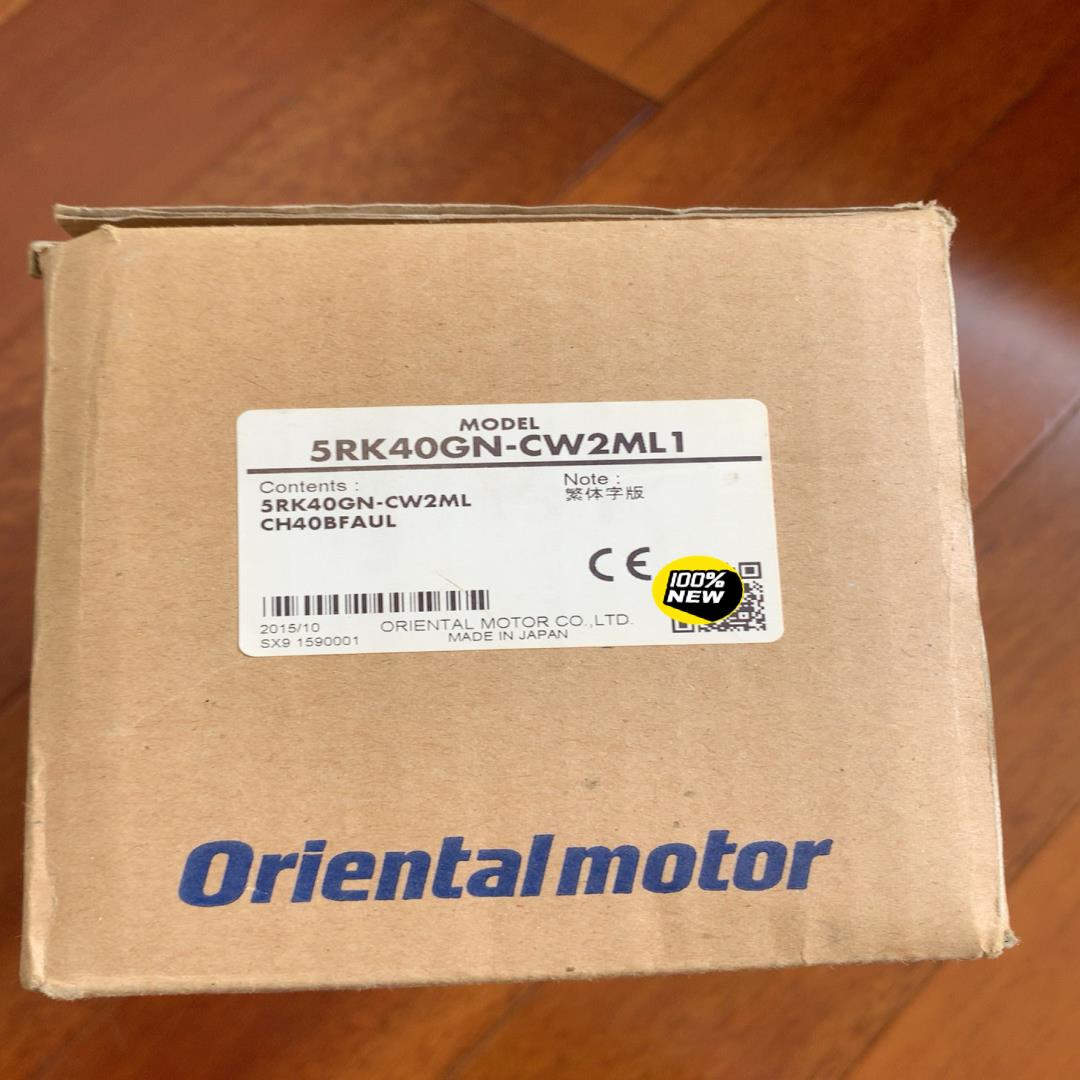 MODEL
5RK40GN-CW2ML1
Contents :
5RK40GN-CW2ML
CH40BFAUL
Note :
繁体字版
CE
100%
NEW
2015/10
SX9 1590001
ORIENTAL MOTOR CO.,LTD.
MADE IN JAPAN
Orientalmotor